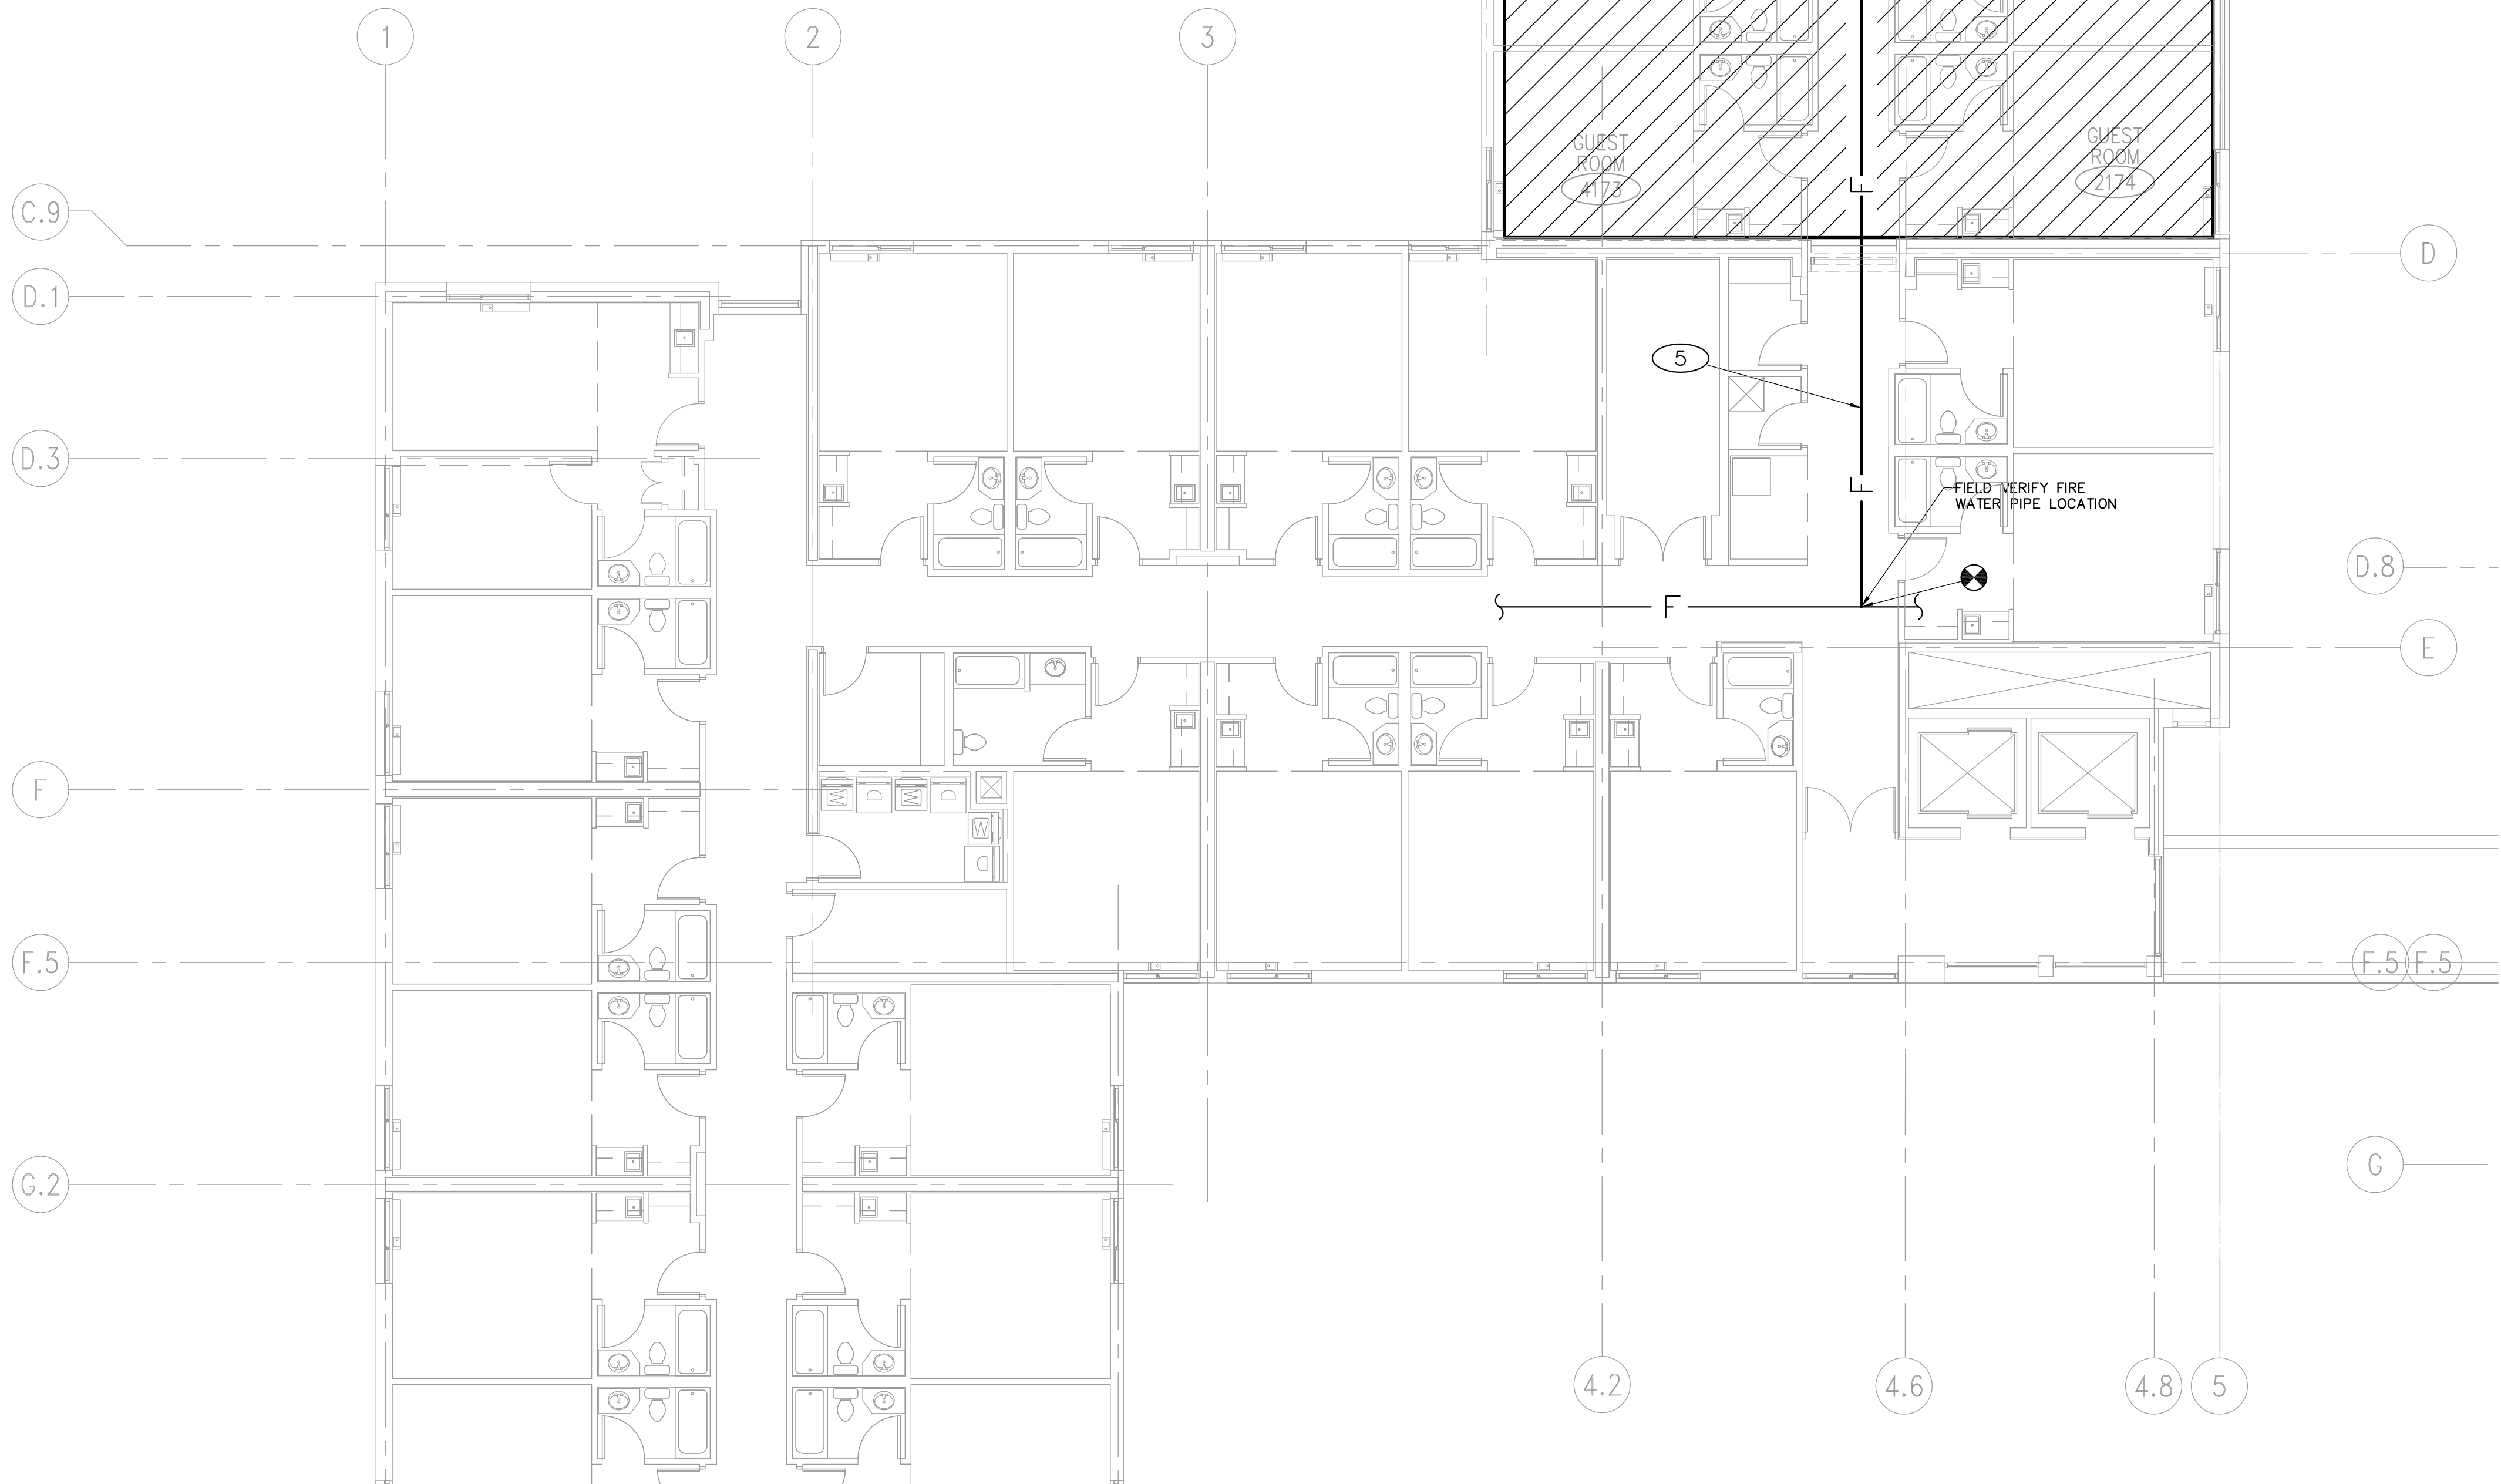 1
2
3
C.9
GUEST
ROOM
4173
GUEST
ROOM
2174
F
D
D.1
5
D.3
F
FIELD VERIFY FIRE
WATER PIPE LOCATION
D.8
F
E
F
W
F.5
F.5
F.5
G
G.2
4.2
4.6
4.8
5